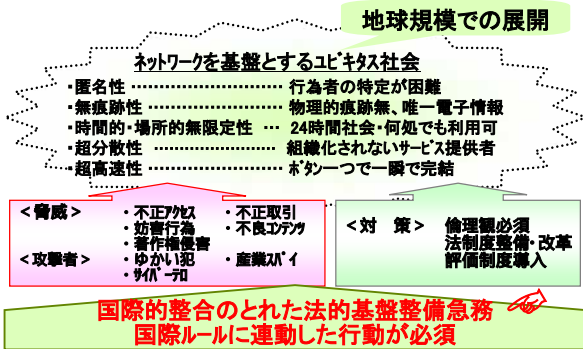 地球規模での展開
ﾈｯﾄﾜｰｸを基盤とするﾕﾋﾞｷﾀｽ社会
・匿名性 ････････････････････････････ 行為者の特定が困難
・無痕跡性 ････････････････････････ 物理的痕跡無、唯一電子情報
・時間的・場所的無限定性 ･･･ 24時間社会・何処でも利用可
・超分散性 ･･････････････････････ 組織化されないｻｰﾋﾞｽ提供者
・超高速性 ････････････････････････ ﾎﾞﾀﾝ一つで一瞬で完結
＜脅威＞ ・不正ｱｸｾｽ ・不正取引
・妨害行為 ・不良ｺﾝﾃﾝﾂ
・著作権侵害
＜攻撃者＞ ・ゆかい犯 ・産業ｽﾊﾟｲ
・ｻｲﾊﾞｰﾃﾛ
＜対　策＞ 倫理観必須
法制度整備・改革
評価制度導入
国際的整合のとれた法的基盤整備急務
国際ﾙｰﾙに連動した行動が必須